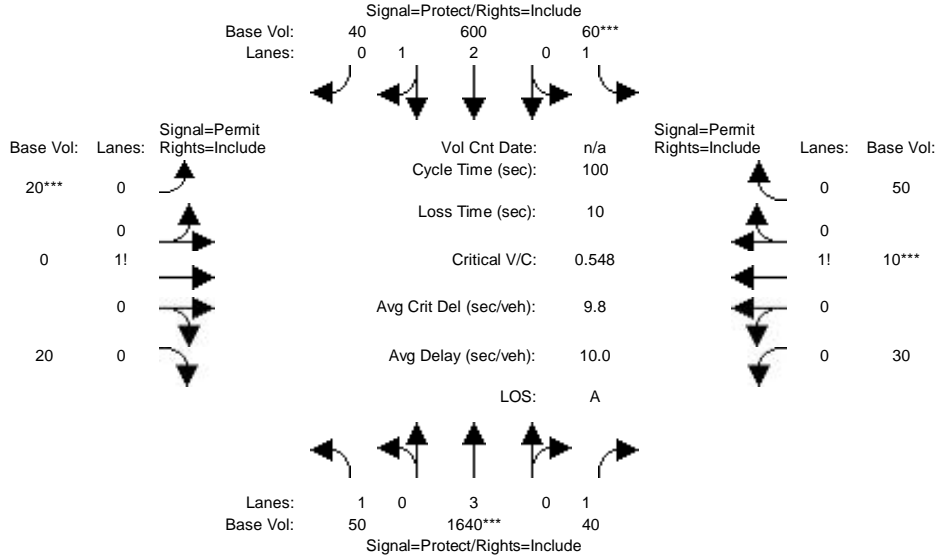 Signal=Protect/Rights=Include
Base Vol: 40 600 60***
Lanes: 0 1 2 0 1
Signal=Permit
Base Vol: Lanes: Rights=Include
Vol Cnt Date: n/a
Signal=Permit
Rights=Include Lanes: Base Vol:
Cycle Time (sec): 100
20*** 0
0 50
Loss Time (sec): 10
0
0
0 1!
Critical V/C: 0.548
1! 10***
0
Avg Crit Del (sec/veh): 9.8
0
20 0
Avg Delay (sec/veh): 10.0
0 30
LOS: A
Lanes: 1 0 3 0 1
Base Vol: 50 1640*** 40
Signal=Protect/Rights=Include